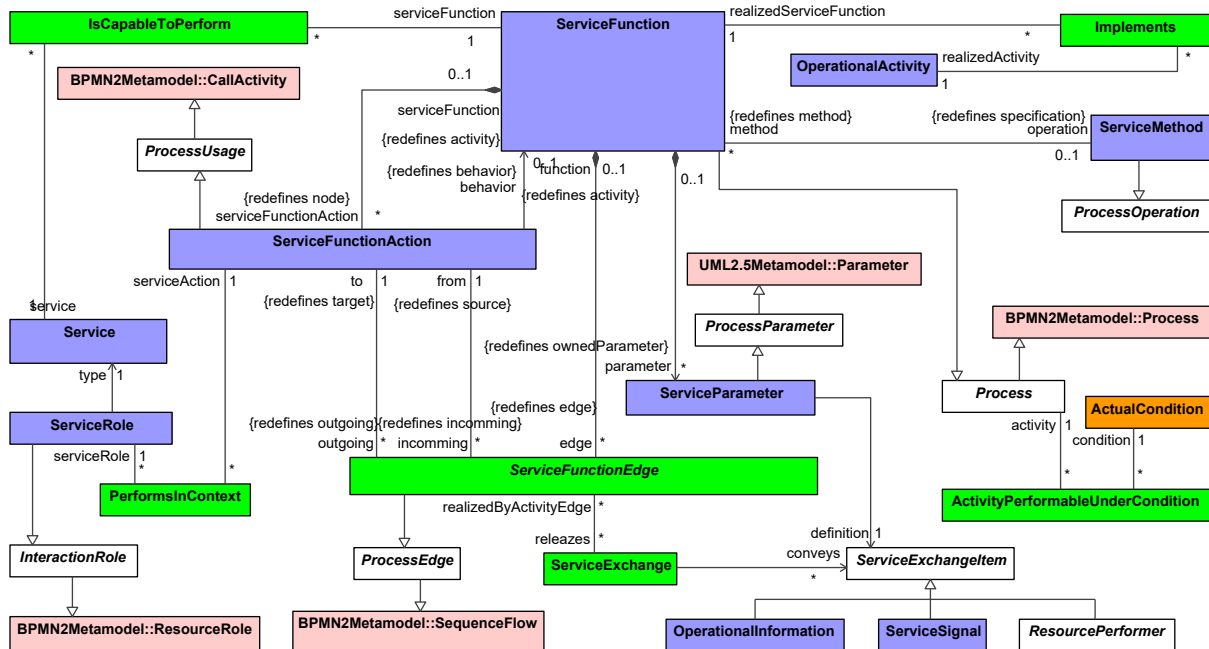 serviceFunction
ServiceFunction
realizedServiceFunction
IsCapableToPerform
Implements
*
1
1
*
*
*
realizedActivity
OperationalActivity
1
BPMN2Metamodel::CallActivity
0..1
serviceFunction
{redefines activity}
{redefines method}
method
*
{redefines specification}
operation
0..1
ServiceMethod
ProcessUsage
0..1
function
0..1
0..1
{redefines behavior}
behavior
{redefines activity}
{redefines node}
serviceFunctionAction
*
ProcessOperation
ServiceFunctionAction
serviceAction
1
to
1
from
1
{redefines target}
{redefines source}
UML2.5Metamodel::Parameter
1
service
Service
ProcessParameter
BPMN2Metamodel::Process
type
1
{redefines ownedParameter}
parameter
*
ServiceParameter
Process
ActualCondition
ServiceRole
{redefines edge}
{redefines outgoing}
{redefines incomming}
activity
1
condition
1
serviceRole
1
outgoing
*
incomming
*
edge
*
*
*
*
*
ServiceFunctionEdge
PerformsInContext
ActivityPerformableUnderCondition
realizedByActivityEdge
*
definition
1
releazes
*
conveys
*
InteractionRole
ProcessEdge
ServiceExchange
ServiceExchangeItem
BPMN2Metamodel::ResourceRole
BPMN2Metamodel::SequenceFlow
OperationalInformation
ServiceSignal
ResourcePerformer